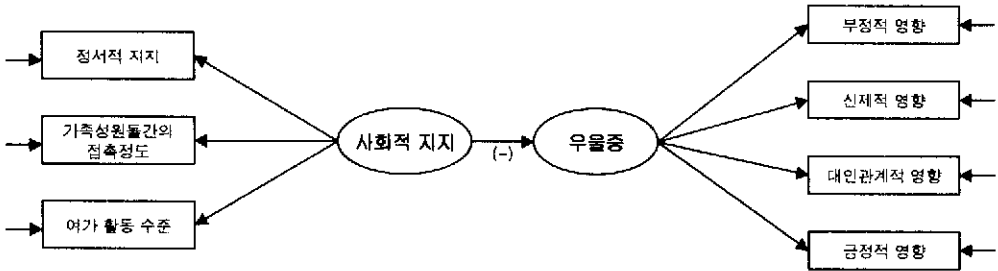 정서적 지지
가족성원들간의
접촉정도
여가 활동 수준
사회적 지지
(-)
우울증
부정적 영향
신체적 영향
대인관계적 영향
긍정적 영향